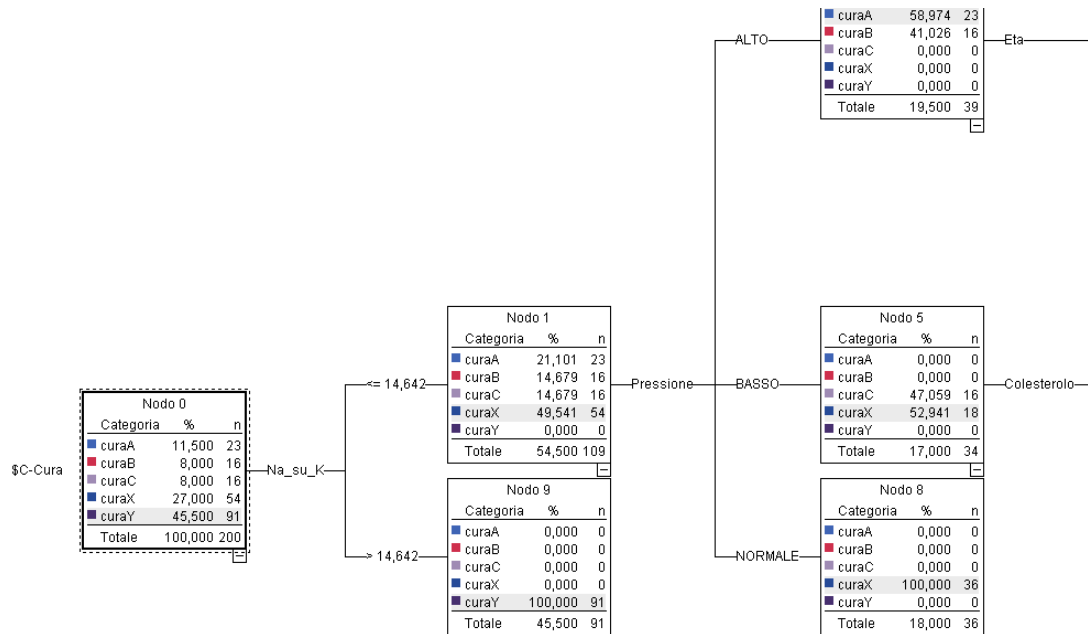 curaA 58,974 23
curaB 41,026 16
curaC 0,000 0
curaX 0,000 0
curaY 0,000 0
Totale 19,500 39
ALTO
Eta
Nodo 1
Categoria % n
curaA 21,101 23
curaB 14,679 16
curaC 14,679 16
curaX 49,541 54
curaY 0,000 0
Totale 54,500 109
<= 14,642
Pressione
BASSO
Nodo 5
Categoria % n
curaA 0,000 0
curaB 0,000 0
curaC 47,059 16
curaX 52,941 18
curaY 0,000 0
Totale 17,000 34
Colesterolo
$C-Cura
Nodo 0
Categoria % n
curaA 11,500 23
curaB 8,000 16
curaC 8,000 16
curaX 27,000 54
curaY 45,500 91
Totale 100,000 200
Na_su_K
> 14,642
Nodo 9
Categoria % n
curaA 0,000 0
curaB 0,000 0
curaC 0,000 0
curaX 0,000 0
curaY 100,000 91
Totale 45,500 91
NORMALE
Nodo 8
Categoria % n
curaA 0,000 0
curaB 0,000 0
curaC 0,000 0
curaX 100,000 36
curaY 0,000 0
Totale 18,000 36